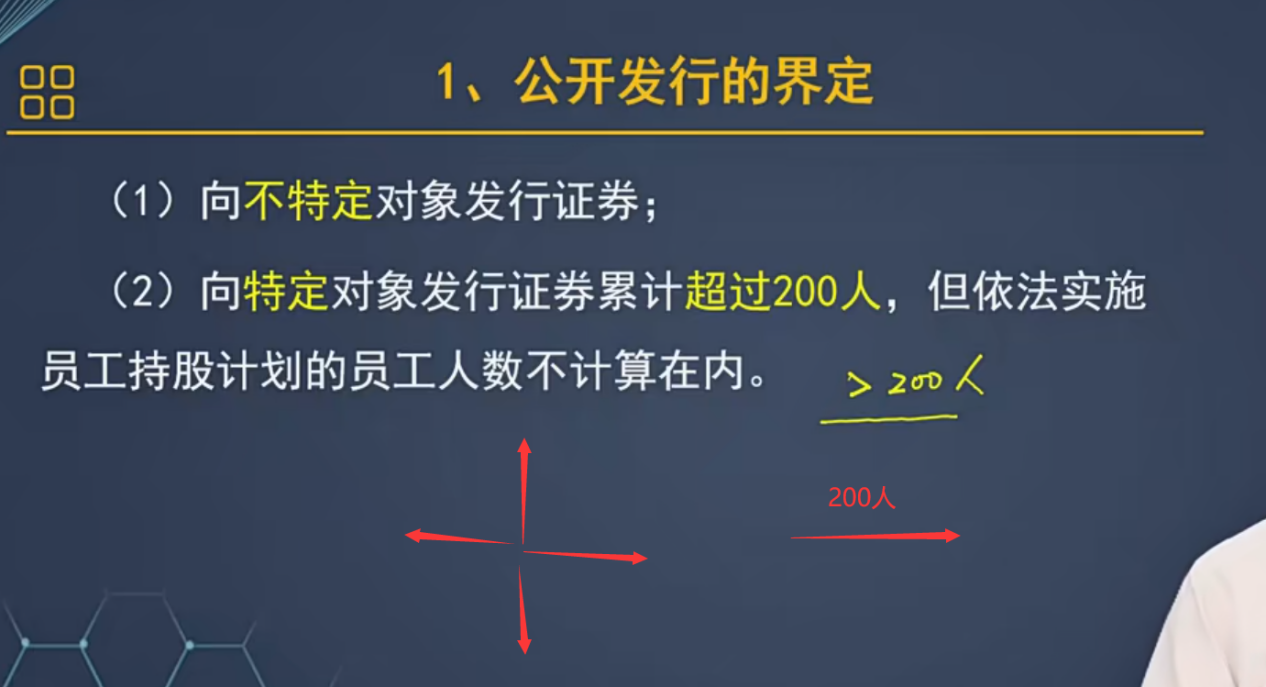 1、公开发行的界定
（1）向不特定对象发行证券；
（2）向特定对象发行证券累计超过200人，但依法实施
员工持股计划的员工人数不计算在内。
> 200人
200人